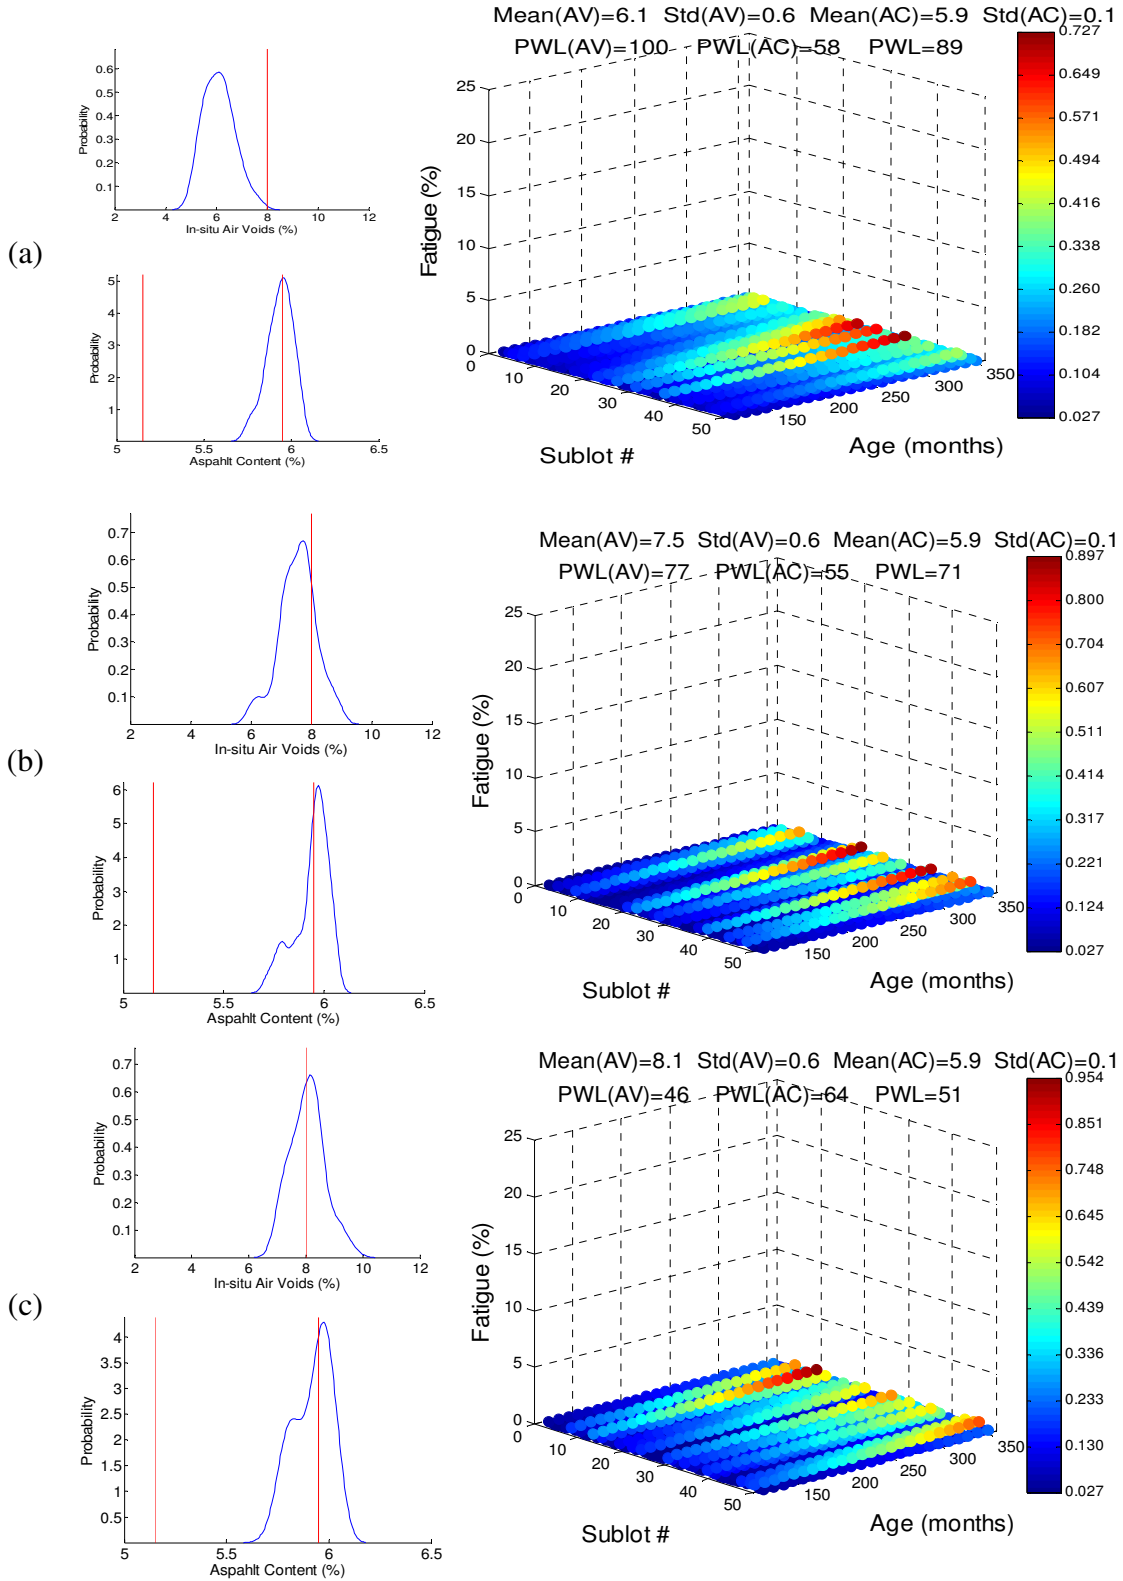 Mean(AV)=6.1 Std(AV)=0.6 Mean(AC)=5.9 Std(AC)=0.1
PWL(AV)=100 PWL(AC)=58 PWL=89
(a)
Probability
0.6
0.5
0.4
0.3
0.2
0.1
2 4 6 8 10 12
In-situ Air Voids (%)
Probability
5
4
3
2
1
5 5.5 6 6.5
Aspahlt Content (%)
Fatigue (%)
25
20
15
10
5
0
0 10 20 30 40 50
Sublot #
150 200 250 300 350
Age (months)
0.727
0.649
0.571
0.494
0.416
0.338
0.260
0.182
0.104
0.027
Mean(AV)=7.5 Std(AV)=0.6 Mean(AC)=5.9 Std(AC)=0.1
PWL(AV)=77 PWL(AC)=55 PWL=71
(b)
Probability
0.7
0.6
0.5
0.4
0.3
0.2
0.1
2 4 6 8 10 12
In-situ Air Voids (%)
Probability
6
5
4
3
2
1
5 5.5 6 6.5
Aspahlt Content (%)
Fatigue (%)
25
20
15
10
5
0
0 10 20 30 40 50
Sublot #
150 200 250 300 350
Age (months)
0.897
0.800
0.704
0.607
0.511
0.414
0.317
0.221
0.124
0.027
Mean(AV)=8.1 Std(AV)=0.6 Mean(AC)=5.9 Std(AC)=0.1
PWL(AV)=46 PWL(AC)=64 PWL=51
(c)
Probability
0.7
0.6
0.5
0.4
0.3
0.2
0.1
2 4 6 8 10 12
In-situ Air Voids (%)
Probability
4
3.5
3
2.5
2
1.5
1
0.5
5 5.5 6 6.5
Aspahlt Content (%)
Fatigue (%)
25
20
15
10
5
0
0 10 20 30 40 50
Sublot #
150 200 250 300 350
Age (months)
0.954
0.851
0.748
0.645
0.542
0.439
0.336
0.233
0.130
0.027